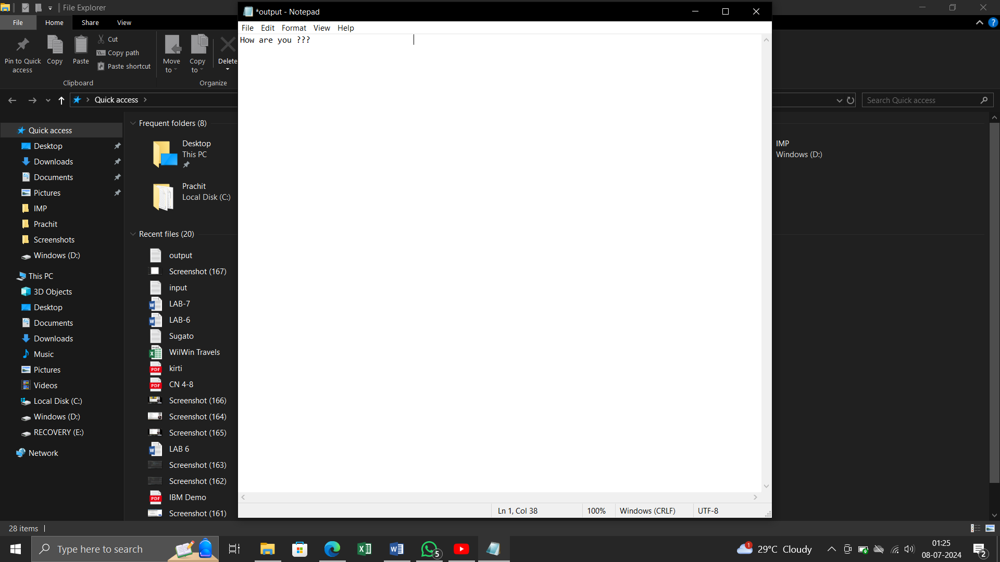 File Explorer
*output - Notepad
File Home Share View
File Edit Format View Help
How are you ???
Pin to Quick access
Copy
Paste
Cut
Copy path
Paste shortcut
Move to
Copy to
Delete
Clipboard
Organize
Quick access
Search Quick access
Quick access
Desktop
Downloads
Documents
Pictures
IMP
Prachit
Screenshots
Windows (D:)
This PC
3D Objects
Desktop
Documents
Downloads
Music
Pictures
Videos
Local Disk (C:)
Windows (D:)
RECOVERY (E:)
Network
Frequent folders (8)
Desktop
This PC
Prachit
Local Disk (C:)
IMP
Windows (D:)
Recent files (20)
output
Screenshot (167)
input
LAB-7
LAB-6
Sugato
WilWin Travels
kirti
CN 4-8
Screenshot (166)
Screenshot (164)
Screenshot (165)
LAB 6
Screenshot (163)
Screenshot (162)
IBM Demo
Screenshot (161)
Ln 1, Col 38
100%
Windows (CRLF)
UTF-8
28 items
Type here to search
5
1
29°C Cloudy
01:25
08-07-2024
2